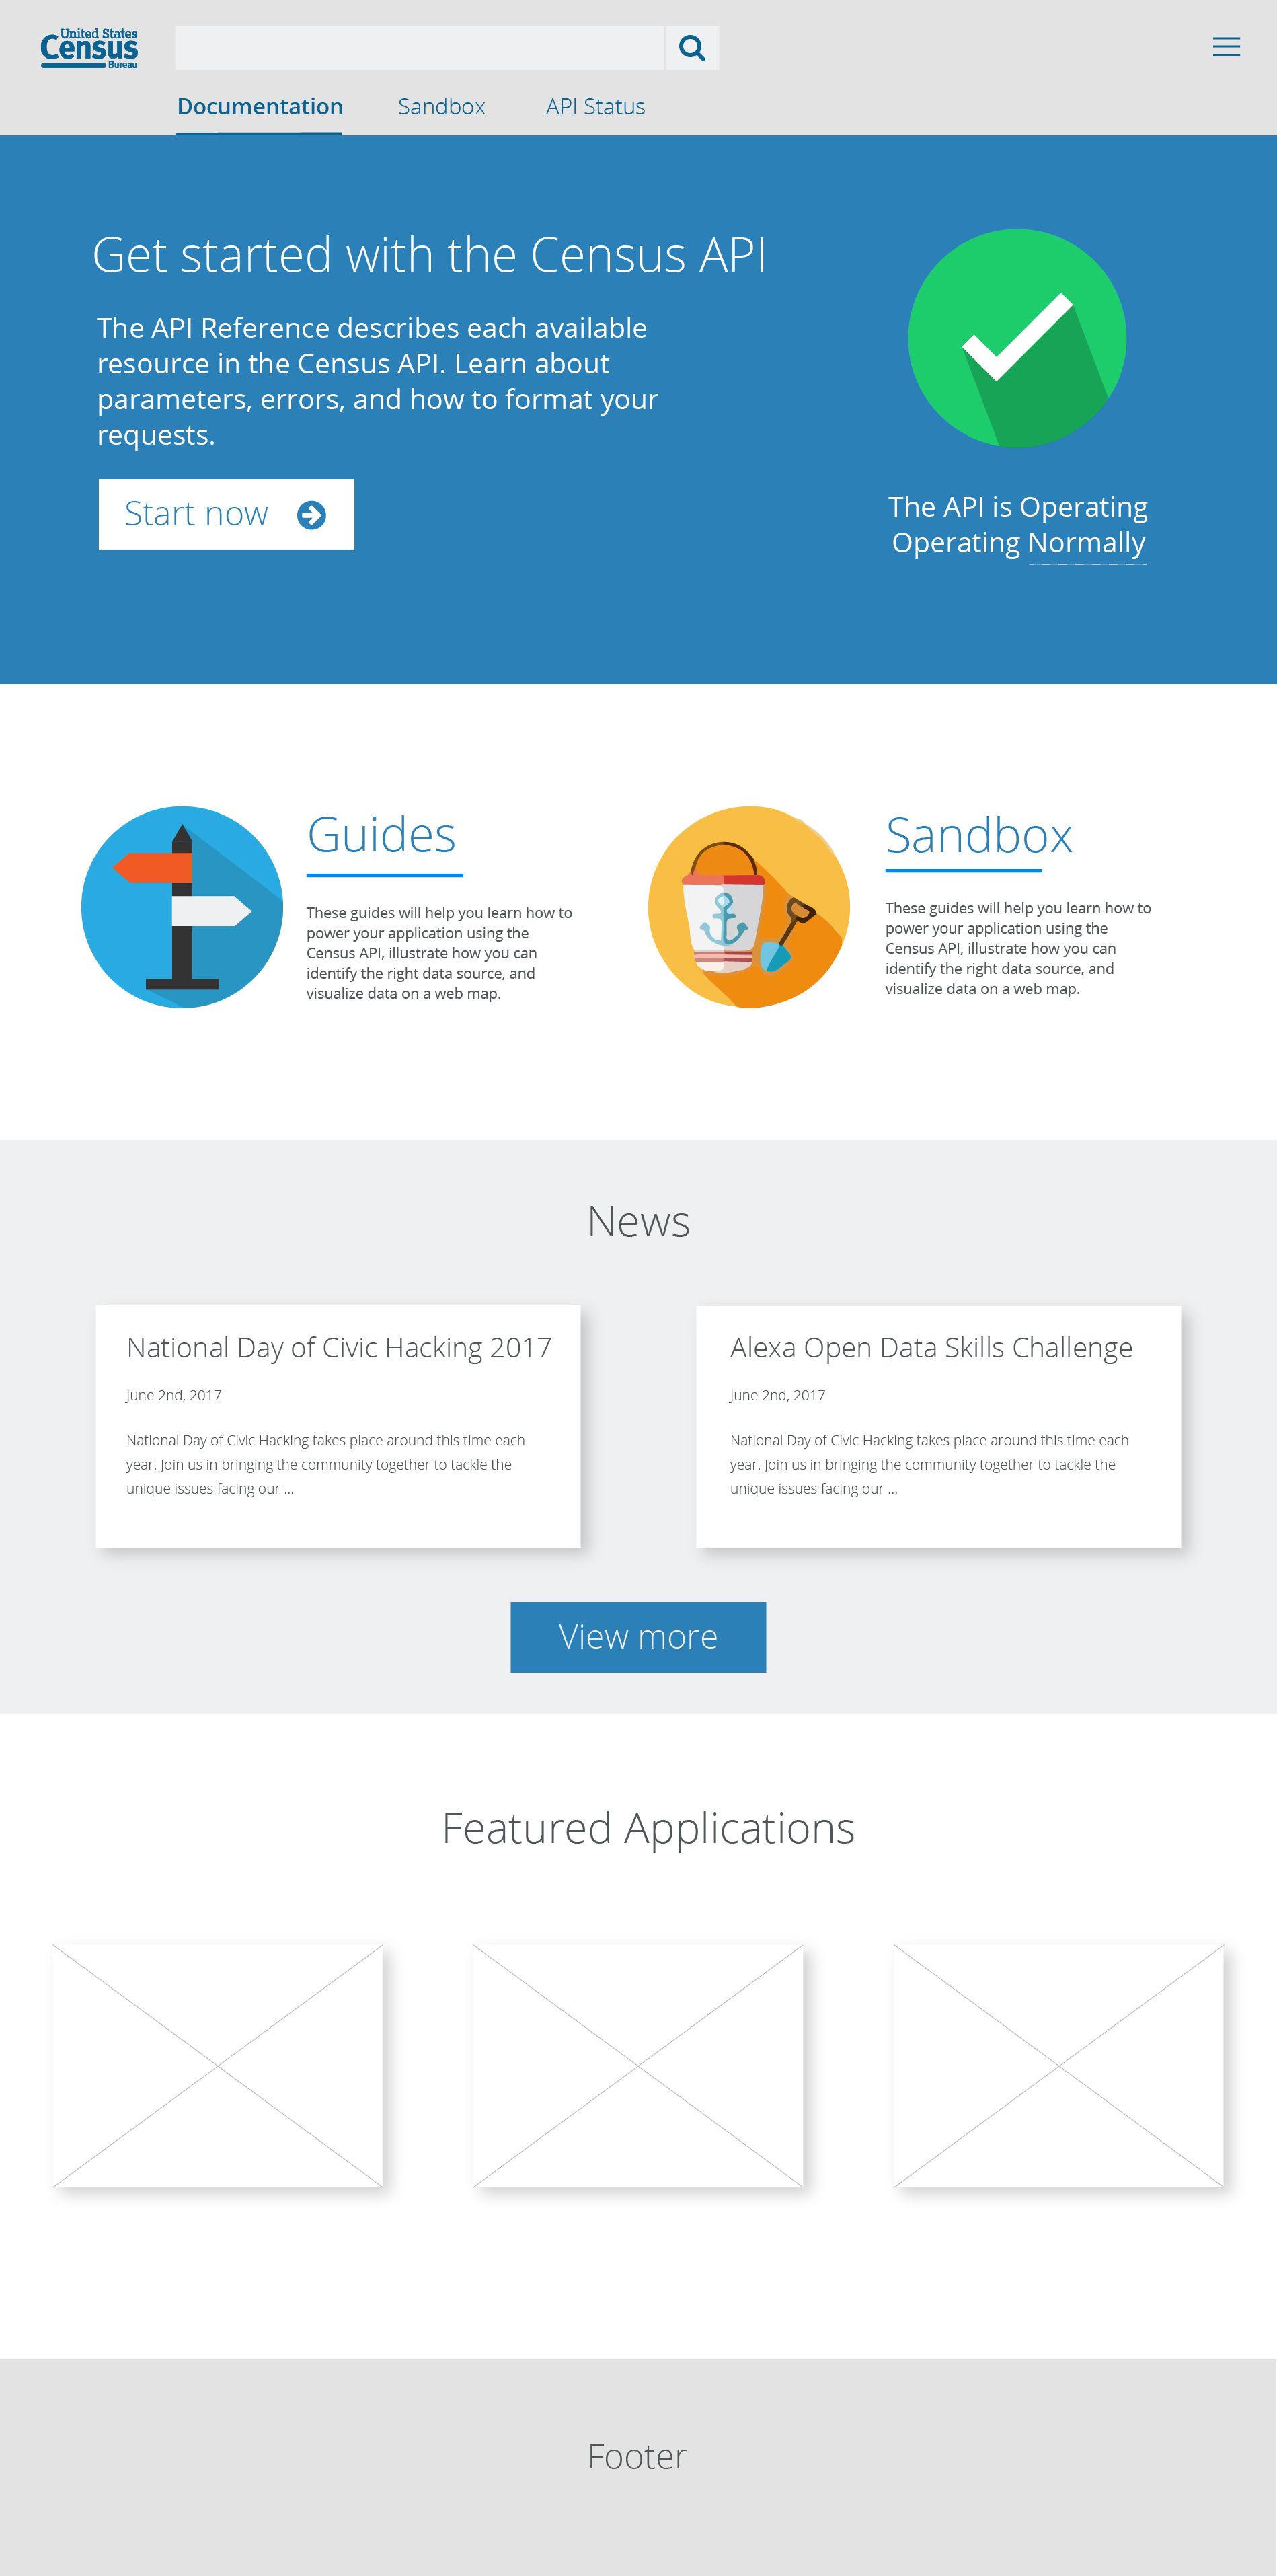 United States
Census
Bureau
Documentation
Sandbox
API Status
Get started with the Census API
The API Reference describes each available
resource in the Census API. Learn about
parameters, errors, and how to format your
requests.
Start now
The API is Operating
Operating Normally
Guides
These guides will help you learn how to
power your application using the
Census API, illustrate how you can
identify the right data source, and
visualize data on a web map.
Sandbox
These guides will help you learn how to
power your application using the
Census API, illustrate how you can
identify the right data source, and
visualize data on a web map.
News
National Day of Civic Hacking 2017
June 2nd, 2017
National Day of Civic Hacking takes place around this time each
year. Join us in bringing the community together to tackle the
unique issues facing our ...
Alexa Open Data Skills Challenge
June 2nd, 2017
National Day of Civic Hacking takes place around this time each
year. Join us in bringing the community together to tackle the
unique issues facing our ...
View more
Featured Applications
Footer